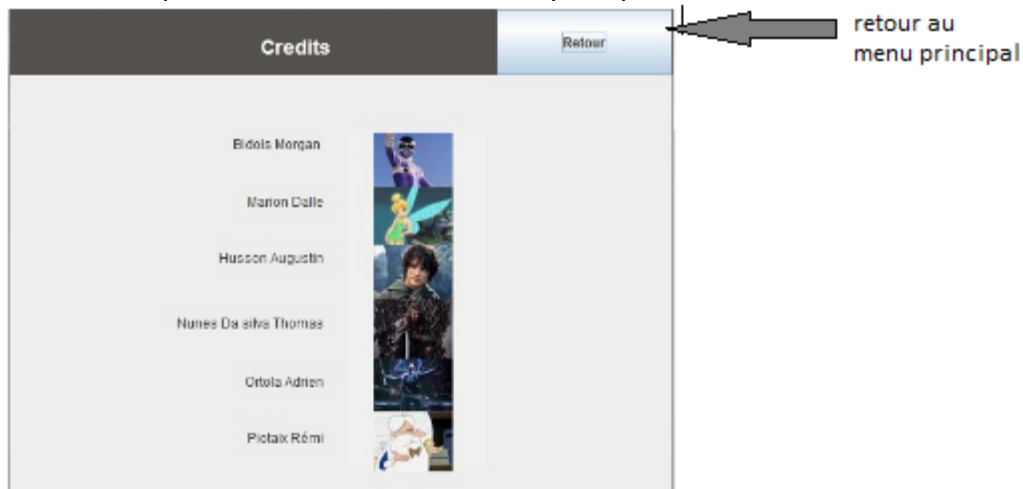 Credits
Retour
retour au
menu principal
Bidois Morgan
Marion Dalle
Husson Augustin
Nunes Da silva Thomas
Ortola Adrien
Piotaix Rémi